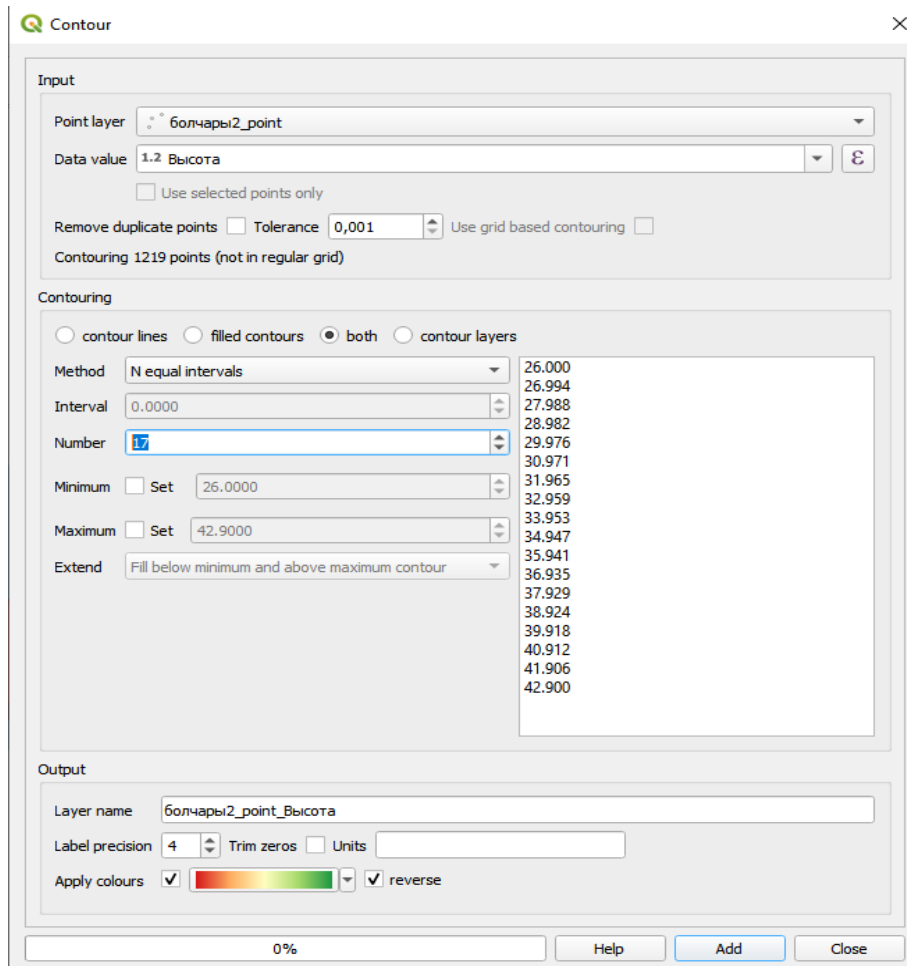 Contour
Input
Point layer болчары2_point
Data value 1.2 Высота ε
Use selected points only
Remove duplicate points Tolerance 0,001 Use grid based contouring
Contouring 1219 points (not in regular grid)
Contouring
contour lines filled contours both contour layers
Method N equal intervals
Interval 0.0000
Number 17
Minimum Set 26.0000
Maximum Set 42.9000
Extend Fill below minimum and above maximum contour
26.000
26.994
27.988
28.982
29.976
30.971
31.965
32.959
33.953
34.947
35.941
36.935
37.929
38.924
39.918
40.912
41.906
42.900
Output
Layer name болчары2_point_Высота
Label precision 4 Trim zeros Units
Apply colours reverse
0% Help Add Close